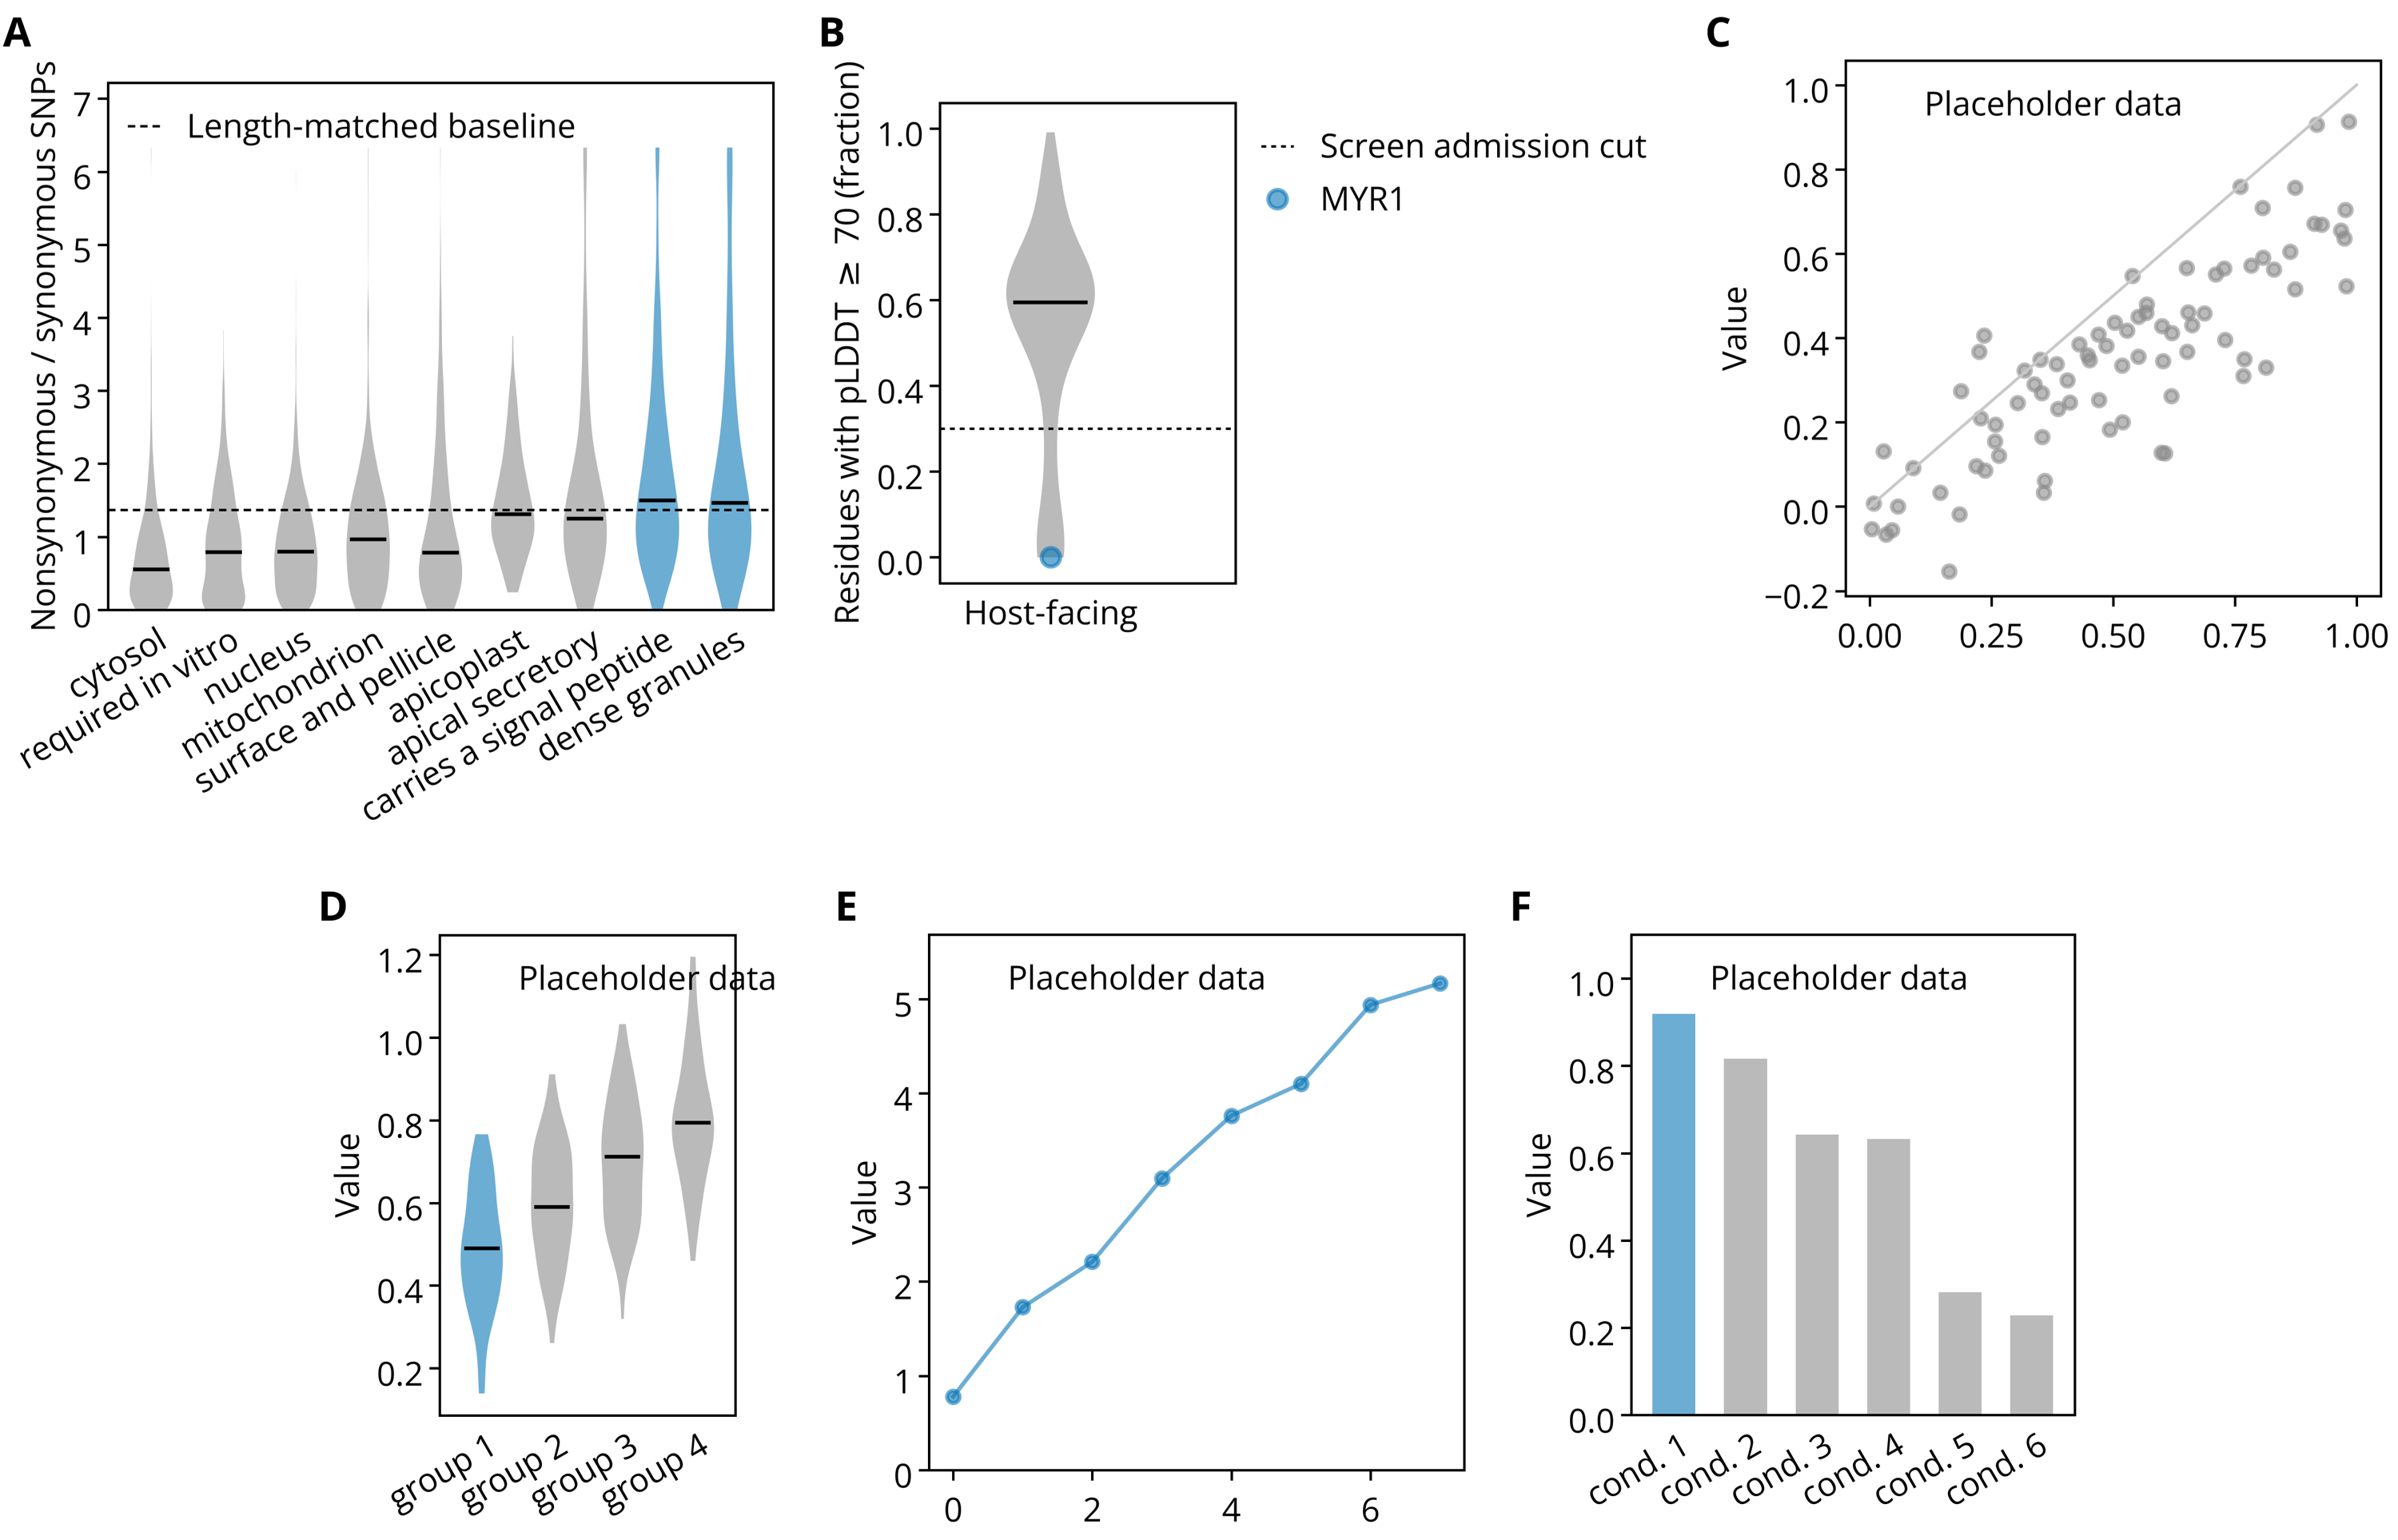 A
Nonsynonymous / synonymous SNPs
7
6
5
4
3
2
1
0
Length-matched baseline
cytosol
required in vitro
nucleus
mitochondrion
surface and pellicle
apicoplast
apical secretory
carries a signal peptide
dense granules
B
Residues with pLDDT ≥ 70 (fraction)
1.0
0.8
0.6
0.4
0.2
0.0
Host-facing
Screen admission cut
MYR1
C
Value
1.0
0.8
0.6
0.4
0.2
0.0
−0.2
Placeholder data
0.00 0.25 0.50 0.75 1.00
D
Value
1.2
1.0
0.8
0.6
0.4
0.2
Placeholder data
group 1
group 2
group 3
group 4
E
Value
5
4
3
2
1
0
Placeholder data
0 2 4 6
F
Value
1.0
0.8
0.6
0.4
0.2
0.0
Placeholder data
cond. 1
cond. 2
cond. 3
cond. 4
cond. 5
cond. 6